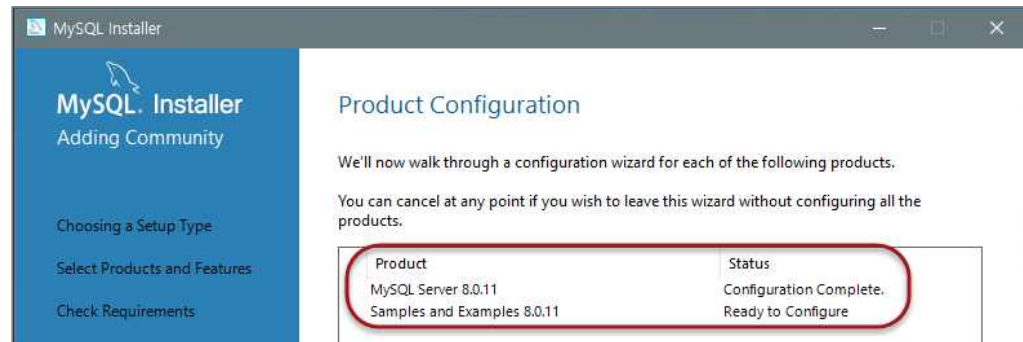 MySQL Installer
MySQL. Installer
Adding Community
Choosing a Setup Type
Select Products and Features
Check Requirements
Product Configuration
We'll now walk through a configuration wizard for each of the following products.
You can cancel at any point if you wish to leave this wizard without configuring all the
products.
Product Status
MySQL Server 8.0.11 Configuration Complete.
Samples and Examples 8.0.11 Ready to Configure